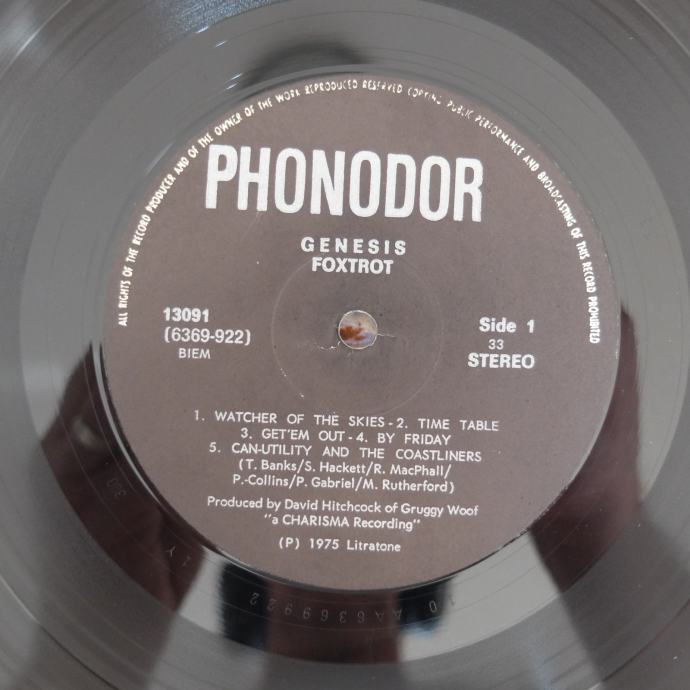 ALL RIGHTS OF THE RECORD PRODUCER AND OF THE OWNER OF THE WORK REPRODUCED RESERVED COPYING PUBLIC PERFORMANCE AND BROADCASTING OF THIS RECORD PROHIBITED
PHONODOR
GENESIS
FOXTROT
13091
(6369-922)
BIEM
Side 1
33
STEREO
1. WATCHER OF THE SKIES - 2. TIME TABLE
3. GET'EM OUT - 4. BY FRIDAY
5. CAN-UTILITY AND THE COASTLINERS
(T. Banks/S. Hackett/R. MacPhall/
P.-Collins/P. Gabriel/M. Rutherford)
Produced by David Hitchcock of Gruggy Woof
"a CHARISMA Recording"
(P) 1975 Litratone
10 AA6369922
1 Y